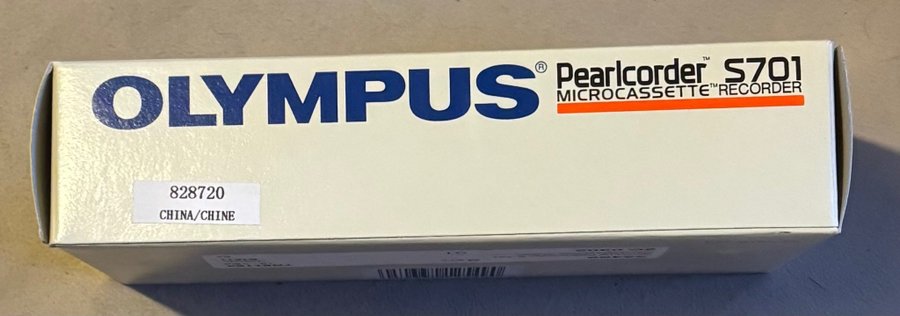 OLYMPUS®
Pearlcorder™ S701
MICROCASSETTE™ RECORDER
828720
CHINA/CHINE